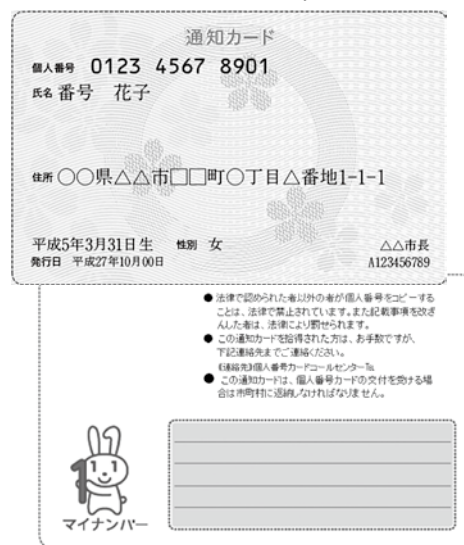 通知カード
個人番号 0123 4567 8901
氏名 番号 花子
住所 〇〇県△△市□□町〇丁目△番地1-1-1
平成5年3月31日生 性別 女
△△市長
発行日 平成27年10月00日
A123456789
● 法律で認められた者以外の者が個人番号をコピーする
ことは、法律で禁止されています。また記載事項を改ざ
んした者は、法律により罰せられます。
● この通知カードを拾得された方は、お手数ですが、
下記連絡先までご連絡ください。
《連絡先》個人番号カードコールセンター℡
● この通知カードは、個人番号カードの交付を受ける場
合は市町村に返納しなければなりません。
1
マイナンバー